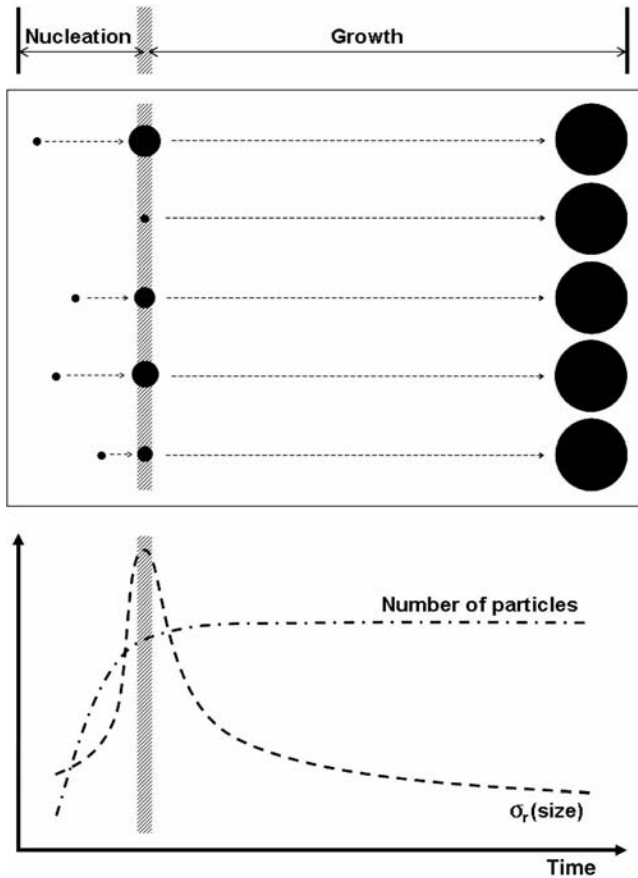 Nucleation
Growth
Number of particles
σr(size)
Time